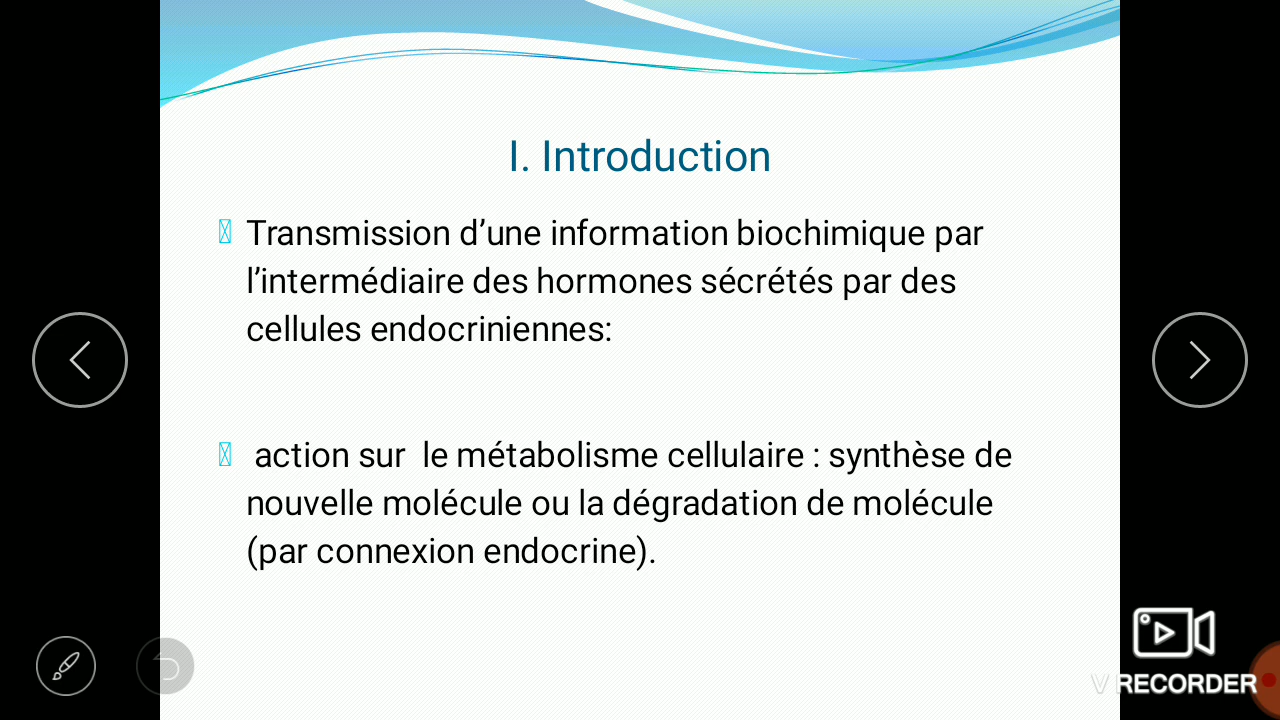 I. Introduction
Transmission d’une information biochimique par
l’intermédiaire des hormones sécrétés par des
cellules endocriniennes:
action sur  le métabolisme cellulaire : synthèse de
nouvelle molécule ou la dégradation de molécule
(par connexion endocrine).
V RECORDER